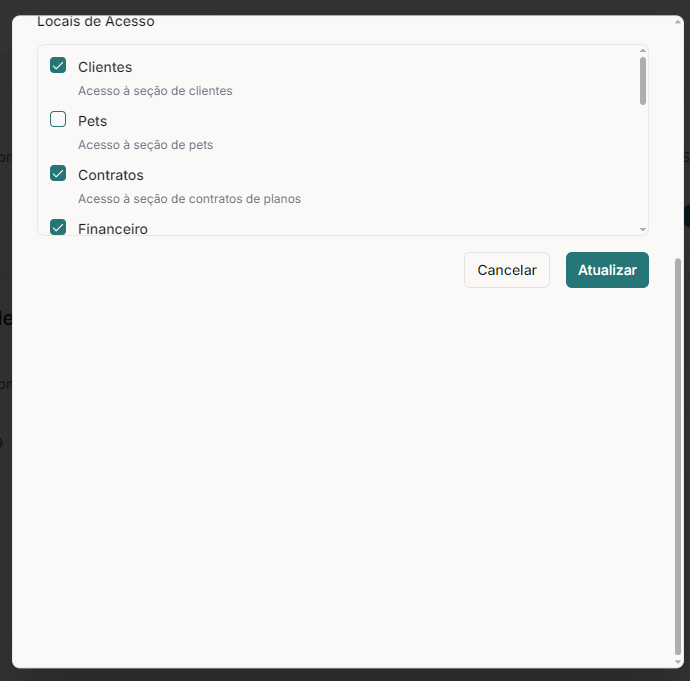 Locais de Acesso
Clientes
Acesso à seção de clientes
Pets
Acesso à seção de pets
Contratos
Acesso à seção de contratos de planos
Financeiro
Cancelar
Atualizar